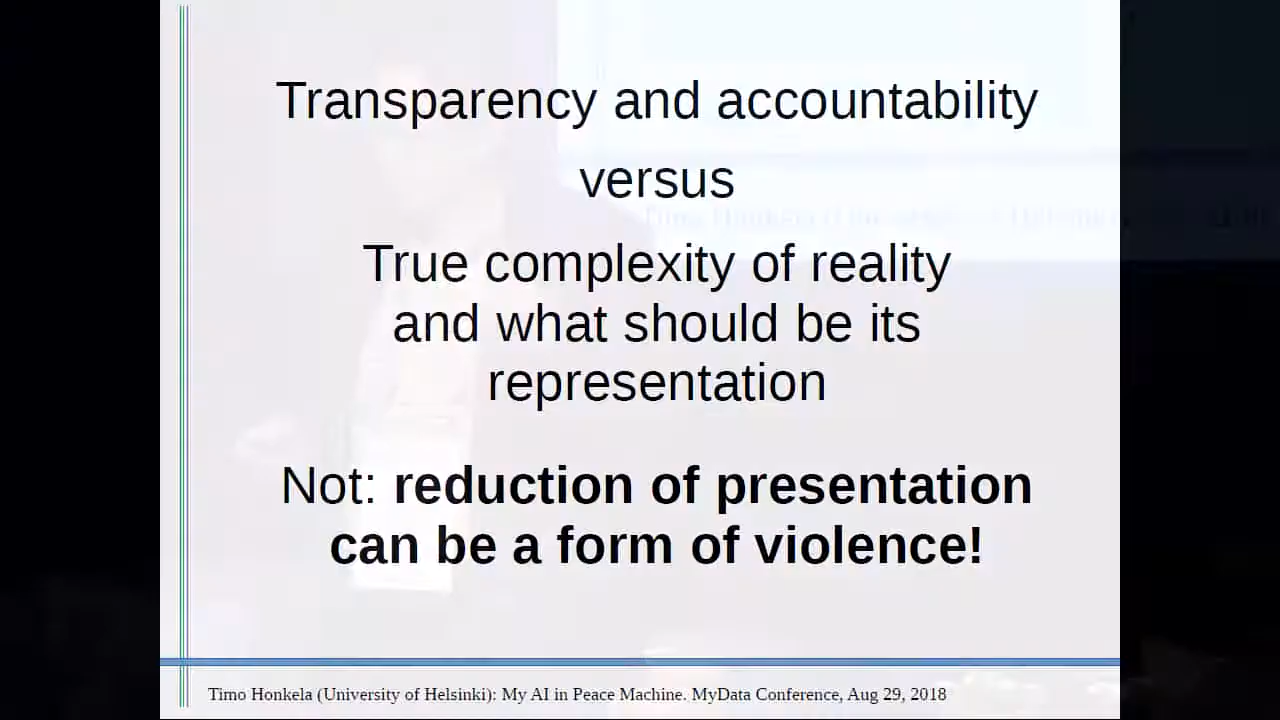 Transparency and accountability
versus
True complexity of reality
and what should be its
representation
Not: reduction of presentation
can be a form of violence!
Timo Honkela (University of Helsinki): My AI in Peace Machine. MyData Conference, Aug 29, 2018